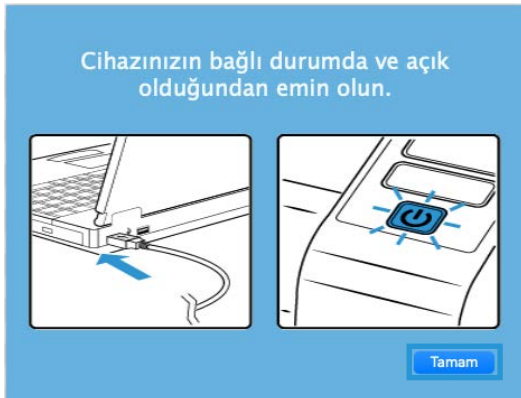 Cihazınızın bağlı durumda ve açık
olduğundan emin olun.
Tamam